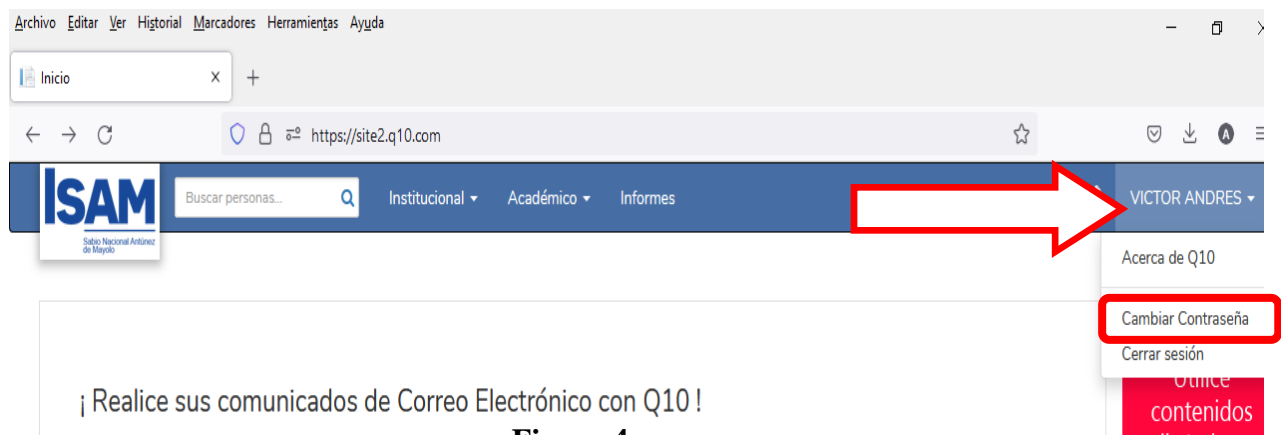 Archivo Editar Ver Historial Marcadores Herramientas Ayuda
Inicio
https://site2.q10.com
A
ISAM
Sabio Nacional Antúnez
de Mayolo
Buscar personas...
Institucional
Académico
Informes
VICTOR ANDRES
Acerca de Q10
Cambiar Contraseña
Cerrar sesión
¡ Realice sus comunicados de Correo Electrónico con Q10 !
Utilice
contenidos